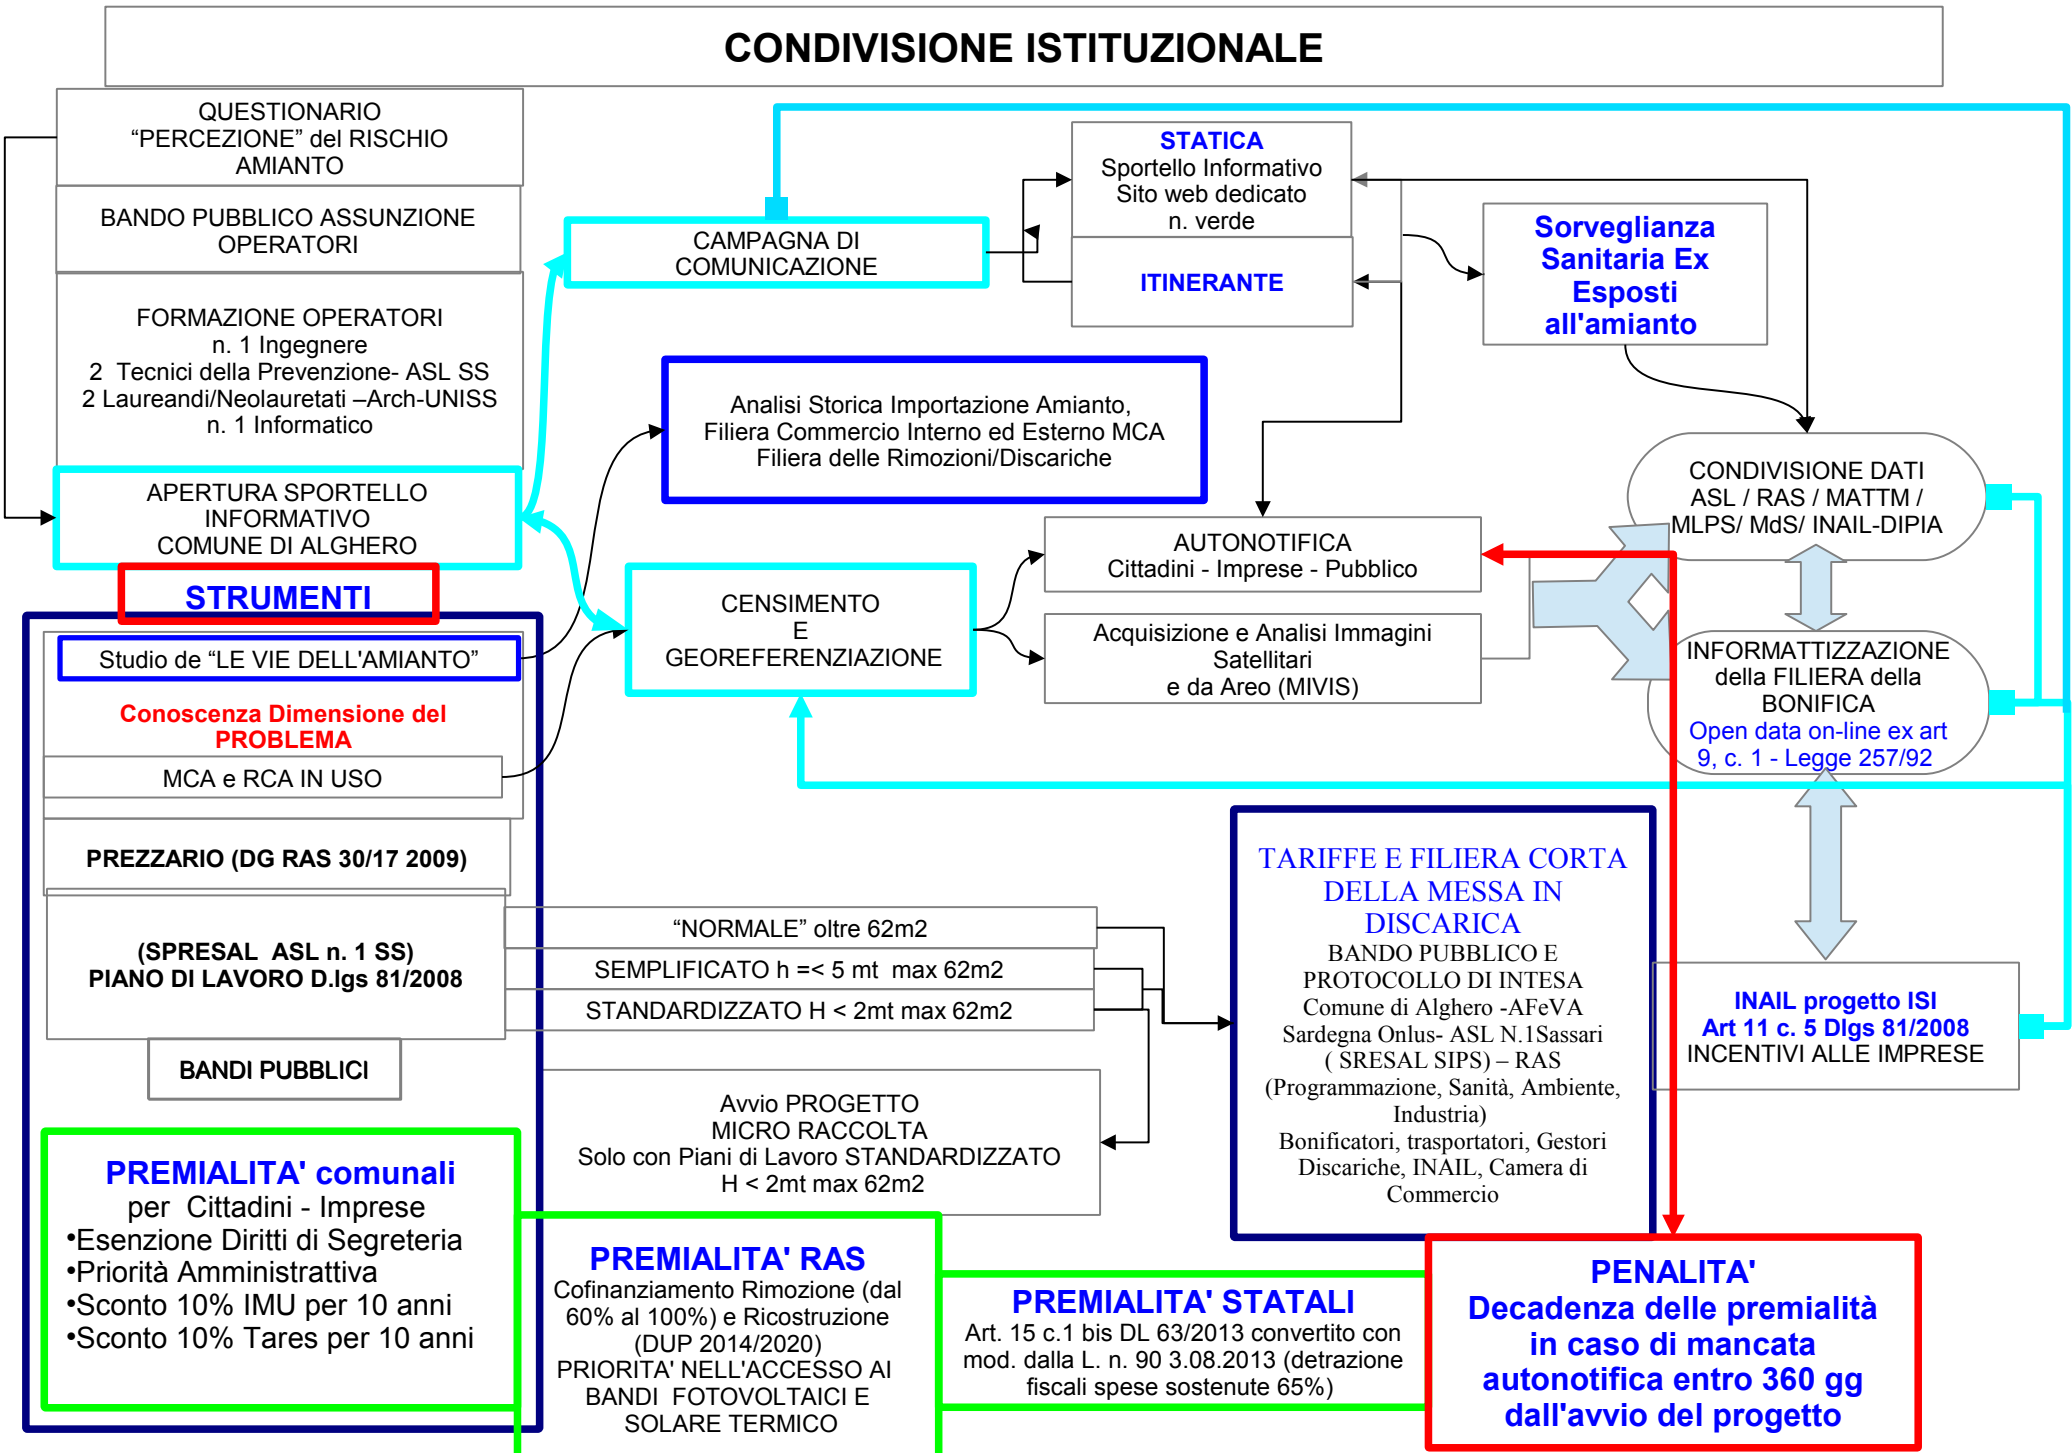 CONDIVISIONE ISTITUZIONALE
QUESTIONARIO
“PERCEZIONE” del RISCHIO
AMIANTO
BANDO PUBBLICO ASSUNZIONE
OPERATORI
FORMAZIONE OPERATORI
n. 1 Ingegnere
2 Tecnici della Prevenzione- ASL SS
2 Laureandi/Neolauretati –Arch-UNISS
n. 1 Informatico
APERTURA SPORTELLO
INFORMATIVO
COMUNE DI ALGHERO
CAMPAGNA DI
COMUNICAZIONE
STATICA
Sportello Informativo
Sito web dedicato
n. verde
ITINERANTE
Sorveglianza
Sanitaria Ex
Esposti
all'amianto
Analisi Storica Importazione Amianto,
Filiera Commercio Interno ed Esterno MCA
Filiera delle Rimozioni/Discariche
CONDIVISIONE DATI
ASL / RAS / MATTM /
MLPS/ MdS/ INAIL-DIPIA
AUTONOTIFICA
Cittadini - Imprese - Pubblico
CENSIMENTO
E
GEOREFERENZIAZIONE
Acquisizione e Analisi Immagini
Satellitari
e da Areo (MIVIS)
INFORMATTIZZAZIONE
della FILIERA della
BONIFICA
Open data on-line ex art
9, c. 1 - Legge 257/92
STRUMENTI
Studio de “LE VIE DELL'AMIANTO”
Conoscenza Dimensione del
PROBLEMA
MCA e RCA IN USO
PREZZARIO (DG RAS 30/17 2009)
(SPRESAL ASL n. 1 SS)
PIANO DI LAVORO D.lgs 81/2008
“NORMALE” oltre 62m2
SEMPLIFICATO h =< 5 mt max 62m2
STANDARDIZZATO H < 2mt max 62m2
BANDI PUBBLICI
Avvio PROGETTO
MICRO RACCOLTA
Solo con Piani di Lavoro STANDARDIZZATO
H < 2mt max 62m2
TARIFFE E FILIERA CORTA
DELLA MESSA IN
DISCARICA
BANDO PUBBLICO E
PROTOCOLLO DI INTESA
Comune di Alghero -AFeVA
Sardegna Onlus- ASL N.1Sassari
( SRESAL SIPS) – RAS
(Programmazione, Sanità, Ambiente,
Industria)
Bonificatori, trasportatori, Gestori
Discariche, INAIL, Camera di
Commercio
INAIL progetto ISI
Art 11 c. 5 Dlgs 81/2008
INCENTIVI ALLE IMPRESE
PREMIALITA' comunali
per Cittadini - Imprese
•Esenzione Diritti di Segreteria
•Priorità Amministrattiva
•Sconto 10% IMU per 10 anni
•Sconto 10% Tares per 10 anni
PREMIALITA' RAS
Cofinanziamento Rimozione (dal
60% al 100%) e Ricostruzione
(DUP 2014/2020)
PRIORITA' NELL'ACCESSO AI
BANDI FOTOVOLTAICI E
SOLARE TERMICO
PREMIALITA' STATALI
Art. 15 c.1 bis DL 63/2013 convertito con
mod. dalla L. n. 90 3.08.2013 (detrazione
fiscali spese sostenute 65%)
PENALITA'
Decadenza delle premialità
in caso di mancata
autonotifica entro 360 gg
dall'avvio del progetto